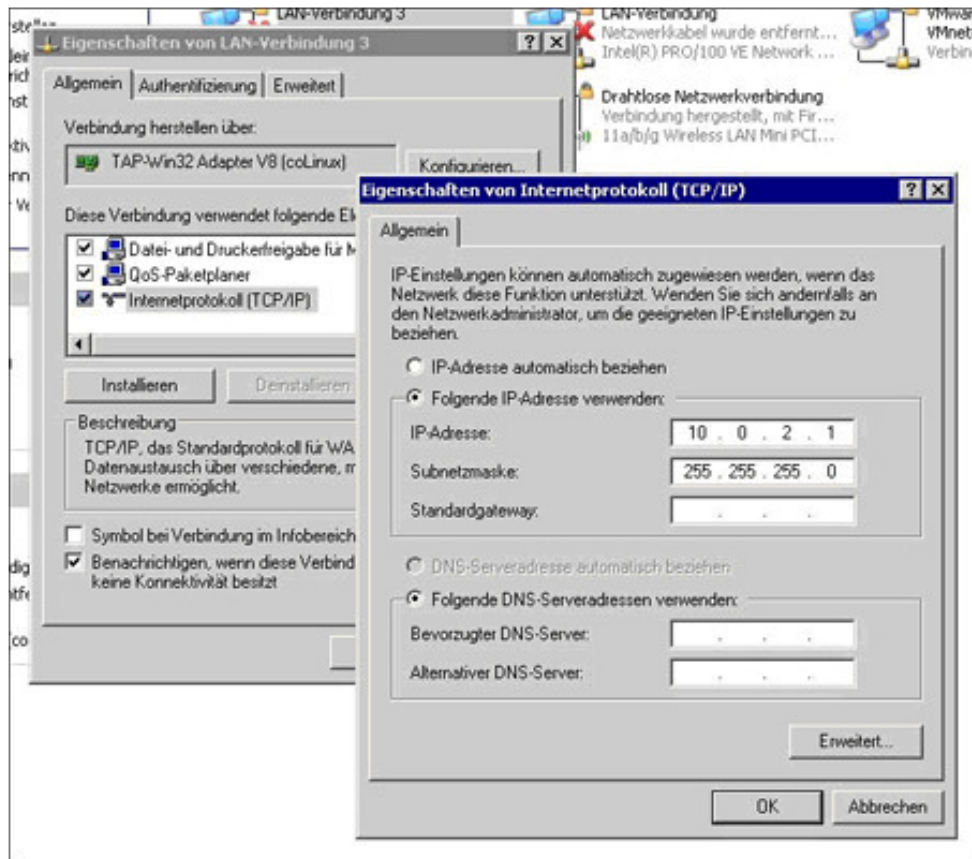 LAN-Verbindung 3
LAN-Verbindung
Netzwerkkabel wurde entfernt...
Intel(R) PRO/100 VE Network ...
VMware
VMnet
Verbin
Drahtlose Netzwerkverbindung
Verbindung hergestellt, mit Fir...
11a/b/g Wireless LAN Mini PCI...
Eigenschaften von LAN-Verbindung 3
Allgemein
Authentifizierung
Erweitert
Verbindung herstellen über:
TAP-Win32 Adapter V8 (coLinux)
Konfigurieren...
Diese Verbindung verwendet folgende El
Datei- und Druckerfreigabe für M
QoS-Paketplaner
Internetprotokoll (TCP/IP)
Installieren
Deinstallieren
Beschreibung
TCP/IP, das Standardprotokoll für WA
Datenaustausch über verschiedene, m
Netzwerke ermöglicht.
Symbol bei Verbindung im Infobereich
Benachrichtigen, wenn diese Verbind
keine Konnektivität besitzt
Eigenschaften von Internetprotokoll (TCP/IP)
Allgemein
IP-Einstellungen können automatisch zugewiesen werden, wenn das
Netzwerk diese Funktion unterstützt. Wenden Sie sich andernfalls an
den Netzwerkadministrator, um die geeigneten IP-Einstellungen zu
beziehen.
IP-Adresse automatisch beziehen
Folgende IP-Adresse verwenden:
IP-Adresse: 10 . 0 . 2 . 1
Subnetzmaske: 255 . 255 . 255 . 0
Standardgateway: . . .
DNS-Serveradresse automatisch beziehen
Folgende DNS-Serveradressen verwenden:
Bevorzugter DNS-Server: . . .
Alternativer DNS-Server: . . .
Erweitert...
OK
Abbrechen